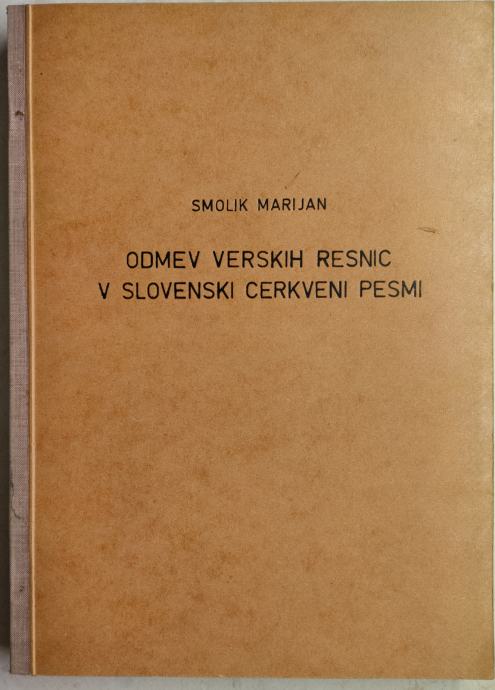 SMOLIK MARIJAN
ODMEV VERSKIH RESNIC
V SLOVENSKI CERKVENI PESMI